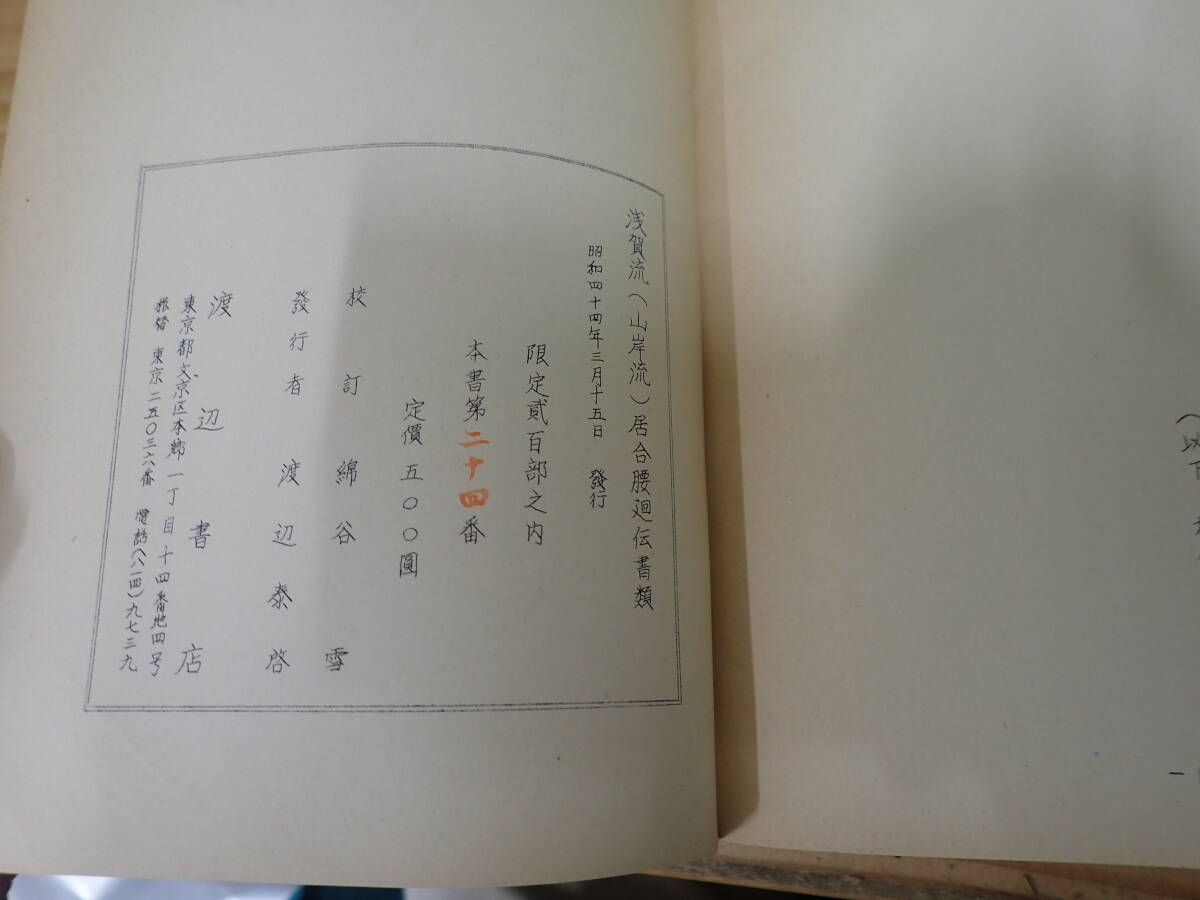 浅賀流(山岸流)居合腰廻伝書類
昭和四十四年三月十五日 發行
限定貳百部之内
本書第二十四番
定價五〇〇圓
校訂 綿谷雪
發行者 渡辺泰啓
渡辺書店
東京都文京区本郷一丁目十四番地四号
振替 東京二五〇三六番 電話(八一四)九七三九